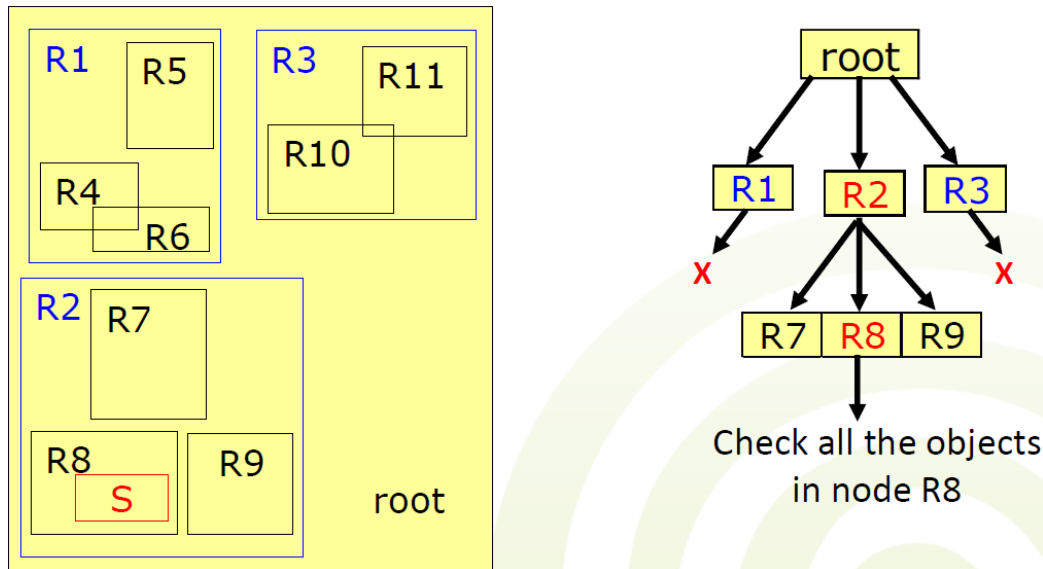 R1
R5
R3
R11
R10
R4
R6
R2
R7
R8
R9
S
root
root
R1
R2
R3
X
X
R7
R8
R9
Check all the objects
in node R8